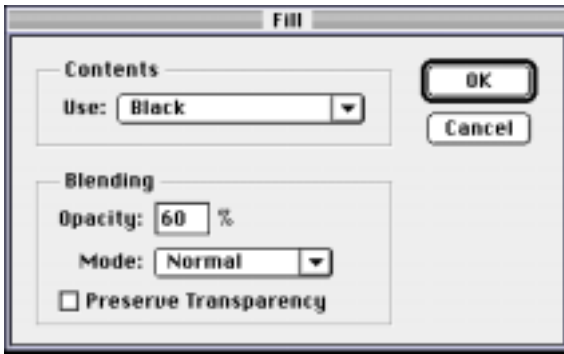 Fill
Contents
Use: Black
OK
Cancel
Blending
Opacity: 60 %
Mode: Normal
Preserve Transparency